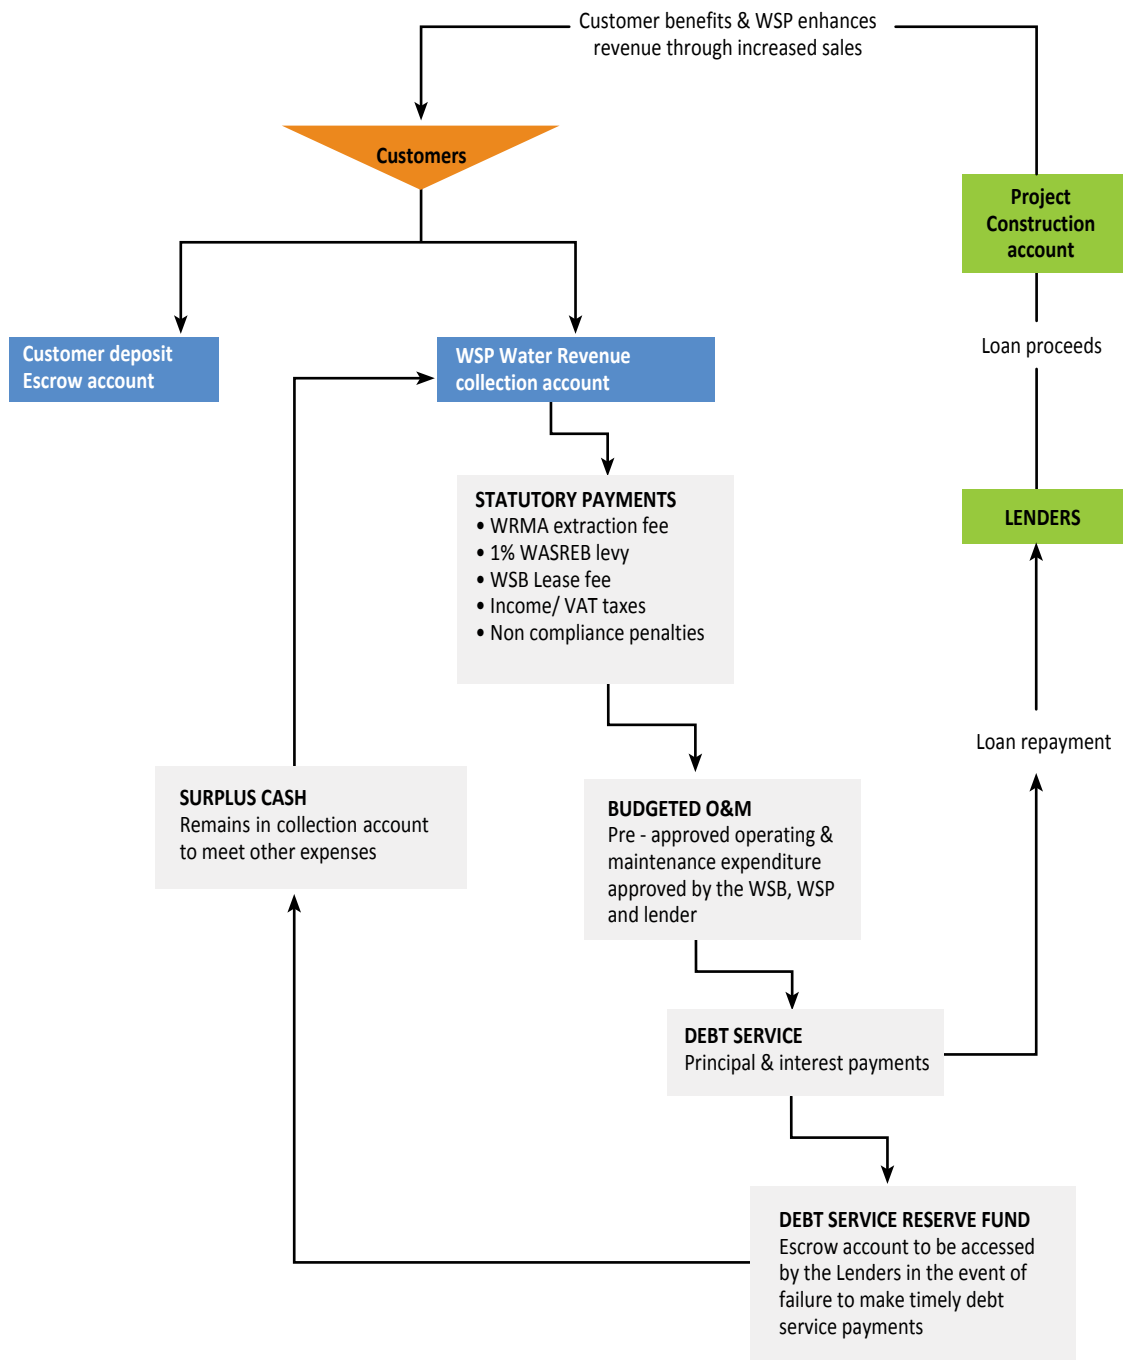 Customer benefits & WSP enhances
revenue through increased sales
Customers
Project
Construction
account
Customer deposit
Escrow account
WSP Water Revenue
collection account
Loan proceeds
STATUTORY PAYMENTS
• WRMA extraction fee
• 1% WASREB levy
• WSB Lease fee
• Income/ VAT taxes
• Non compliance penalties
LENDERS
Loan repayment
SURPLUS CASH
Remains in collection account
to meet other expenses
BUDGETED O&M
Pre - approved operating &
maintenance expenditure
approved by the WSB, WSP
and lender
DEBT SERVICE
Principal & interest payments
DEBT SERVICE RESERVE FUND
Escrow account to be accessed
by the Lenders in the event of
failure to make timely debt
service payments